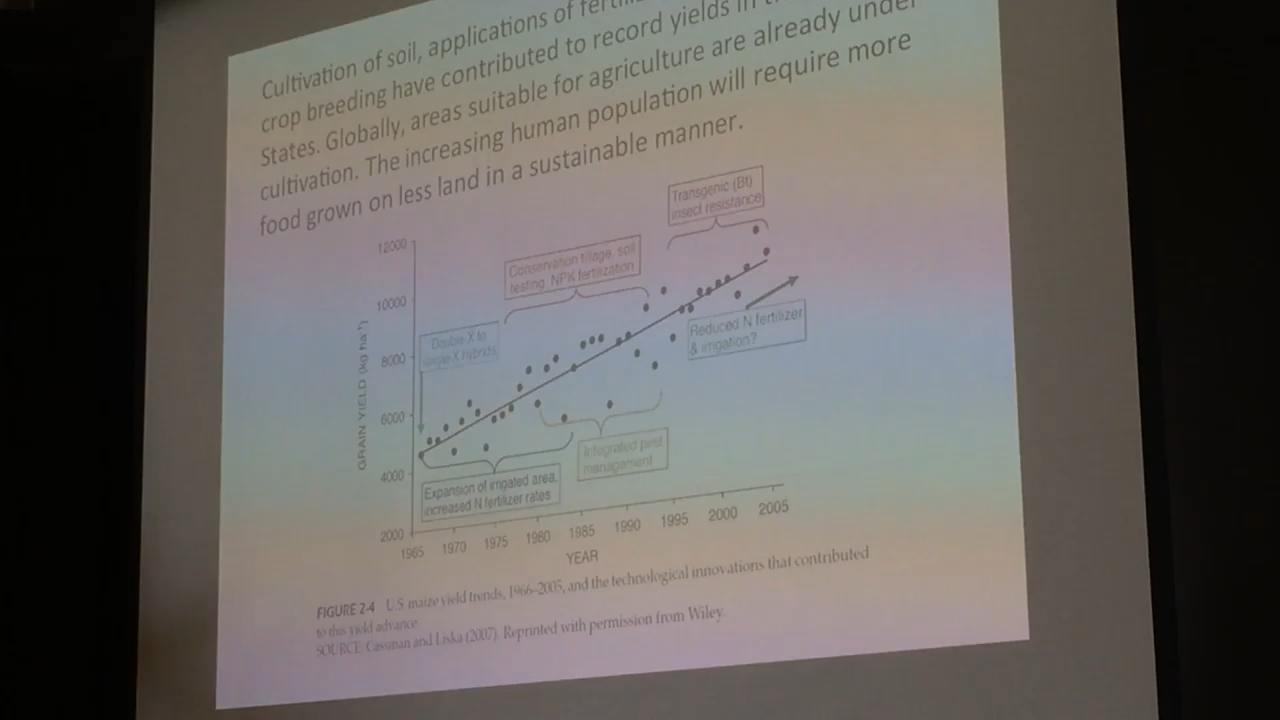 Cultivation of soil, applications of
crop breeding have contributed to record yields in
States. Globally, areas suitable for agriculture are already under
cultivation. The increasing human population will require more
food grown on less land in a sustainable manner.
Transgenic (Bt)
insect resistance
Conservation tillage, soil
testing, NPK fertilization
Double-X to
single-X hybrids
Reduced N fertilizer
& irrigation?
Integrated pest
management
Expansion of irrigated area,
increased N fertilizer rates
GRAIN YIELD (kg ha⁻¹)
12000
10000
8000
6000
4000
2000
1965 1970 1975 1980 1985 1990 1995 2000 2005
YEAR
FIGURE 2-4 U.S. maize yield trends, 1966–2005, and the technological innovations that contributed
to this yield advance.
SOURCE: Cassman and Liska (2007). Reprinted with permission from Wiley.